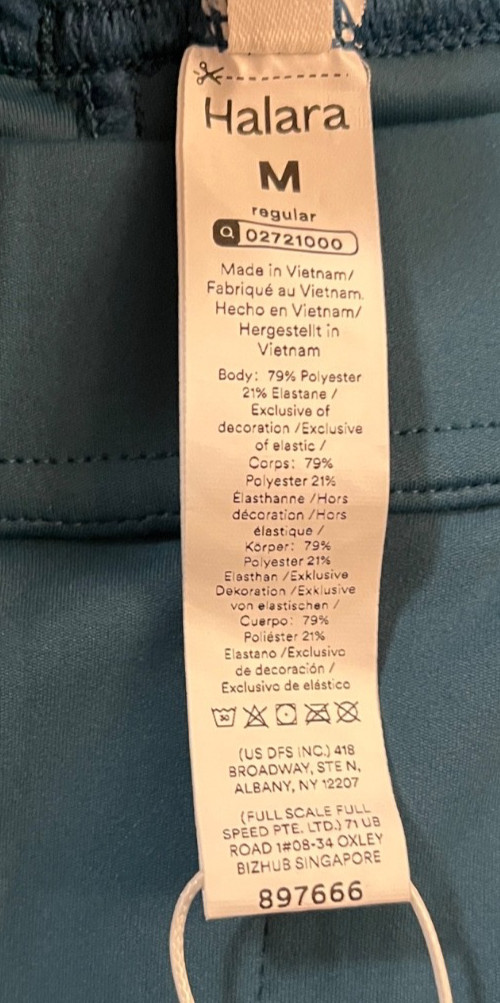 Halara
M
regular
02721000
Made in Vietnam/
Fabriqué au Vietnam.
Hecho en Vietnam/
Hergestellt in
Vietnam
Body: 79% Polyester
21% Elastane /
Exclusive of
decoration /Exclusive
of elastic /
Corps: 79%
Polyester 21%
Élasthanne /Hors
décoration /Hors
élastique /
Körper: 79%
Polyester 21%
Elasthan /Exklusive
Dekoration /Exklusive
von elastischen /
Cuerpo: 79%
Poliéster 21%
Elastano /Exclusivo
de decoración /
Exclusivo de elástico
30
(US DFS INC.) 418
BROADWAY, STE N,
ALBANY, NY 12207
(FULL SCALE FULL
SPEED PTE. LTD.) 71 UB
ROAD 1#08-34 OXLEY
BIZHUB SINGAPORE
897666